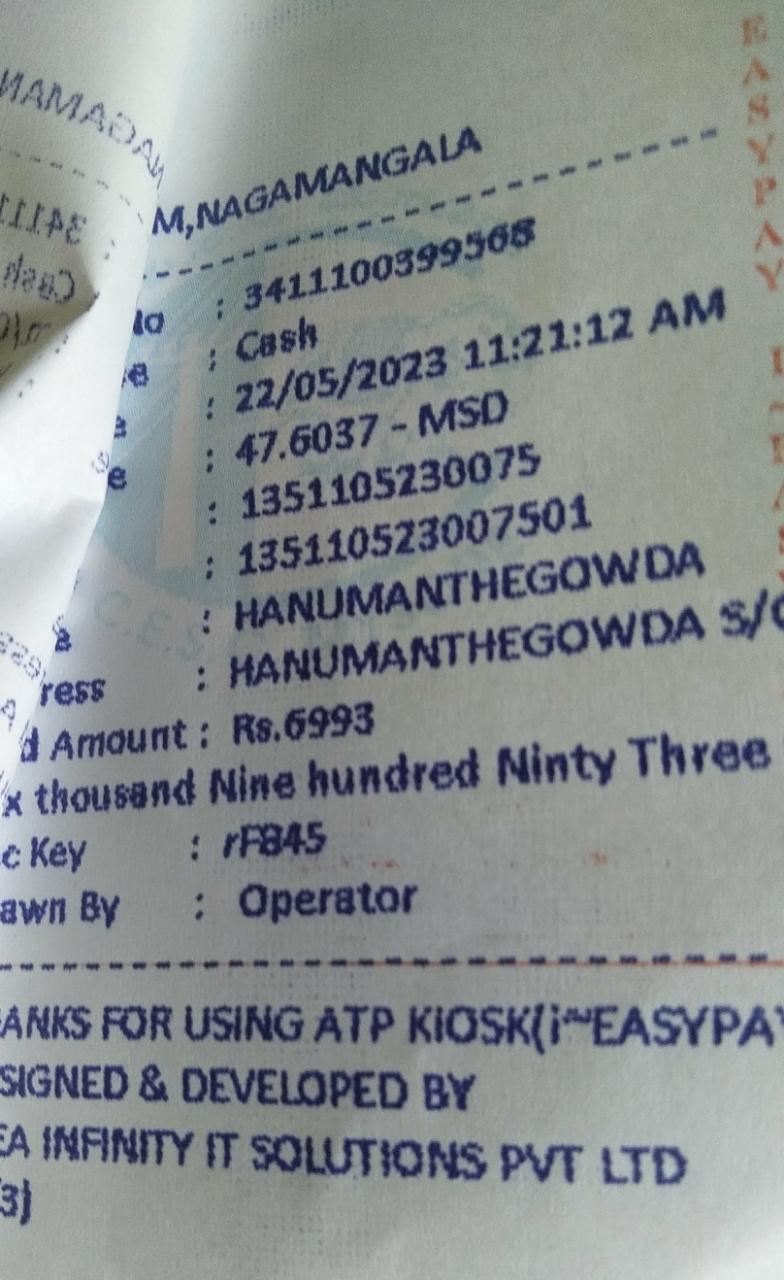 M,NAGAMANGALA
: 3411100399568
: Cash
: 22/05/2023 11:21:12 AM
: 47.6037 - MSD
: 1351105230075
: 135110523007501
: HANUMANTHEGOWDA
ress : HANUMANTHEGOWDA S/O
d Amount : Rs.6993
x thousand Nine hundred Ninty Three
c Key : rF845
awn By : Operator
ANKS FOR USING ATP KIOSK(i~EASYPAY
SIGNED & DEVELOPED BY
EA INFINITY IT SOLUTIONS PVT LTD
3)
EASYPAY
C.E.S